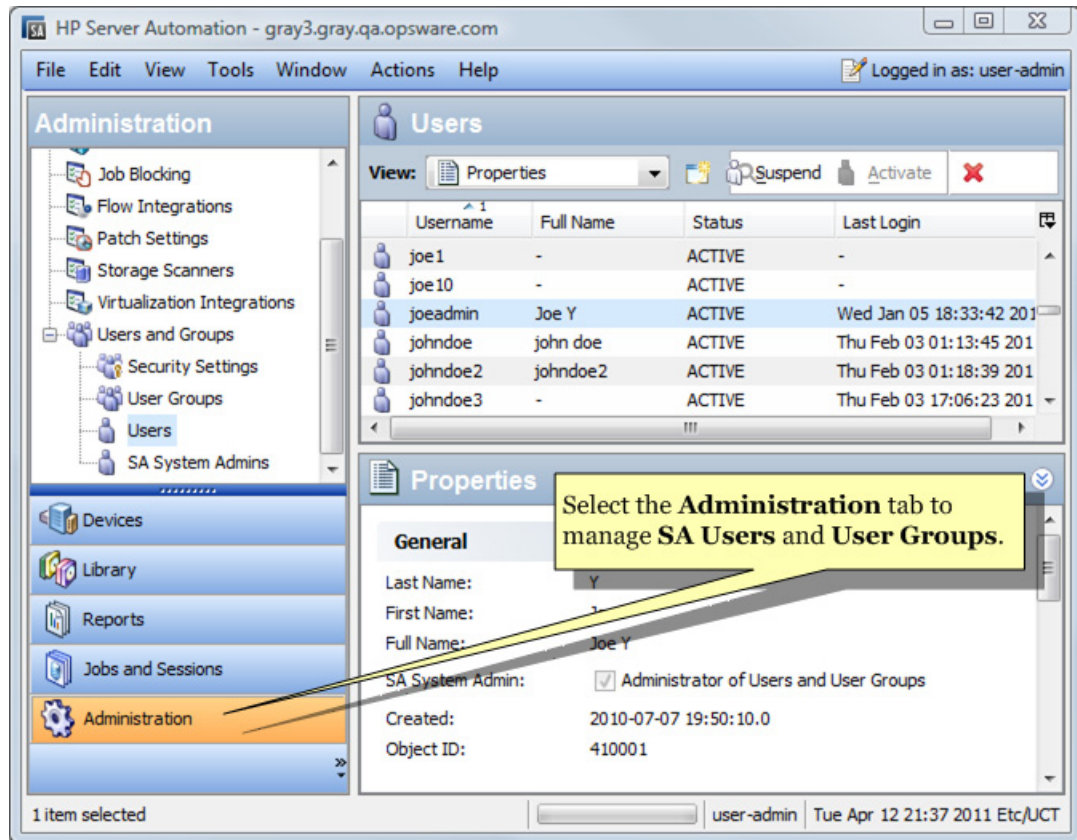 HP Server Automation - gray3.gray.qa.opsware.com
File Edit View Tools Window Actions Help Logged in as: user-admin
Administration
Job Blocking
Flow Integrations
Patch Settings
Storage Scanners
Virtualization Integrations
Users and Groups
Security Settings
User Groups
Users
SA System Admins
Devices
Library
Reports
Jobs and Sessions
Administration
Users
View: Properties Suspend Activate
1
Username Full Name Status Last Login
joe1 - ACTIVE -
joe10 - ACTIVE -
joeadmin Joe Y ACTIVE Wed Jan 05 18:33:42 201
johndoe john doe ACTIVE Thu Feb 03 01:13:45 201
johndoe2 johndoe2 ACTIVE Thu Feb 03 01:18:39 201
johndoe3 - ACTIVE Thu Feb 03 17:06:23 201
Properties
Select the Administration tab to
manage SA Users and User Groups.
General
Last Name: Y
First Name:
Full Name: Joe Y
SA System Admin: Administrator of Users and User Groups
Created: 2010-07-07 19:50:10.0
Object ID: 410001
1 item selected user-admin Tue Apr 12 21:37 2011 Etc/UCT